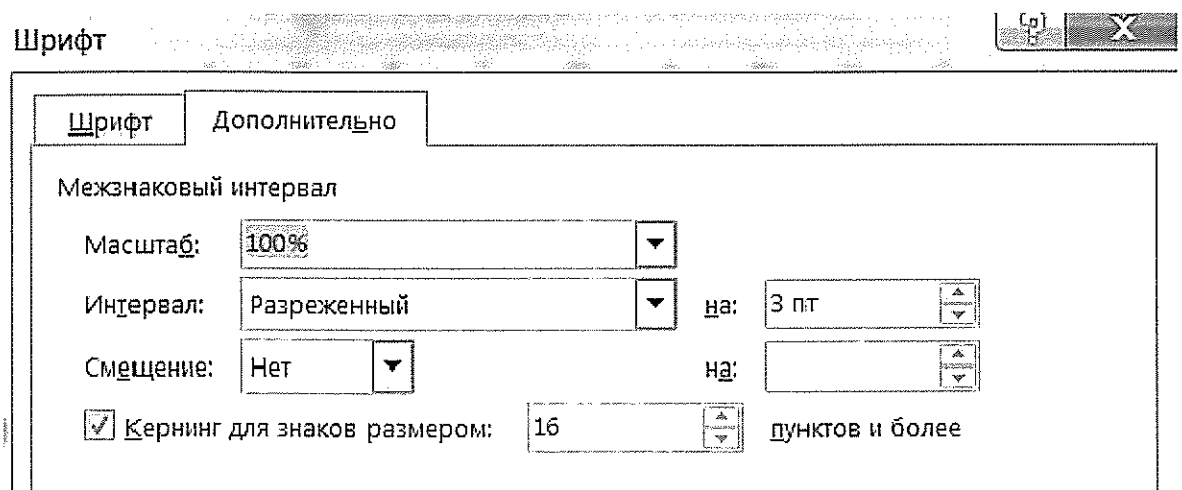 Шрифт
Шрифт Дополнительно
Межзнаковый интервал
Масштаб: 100%
Интервал: Разреженный на: 3 пт
Смещение: Нет на:
Кернинг для знаков размером: 16 пунктов и более